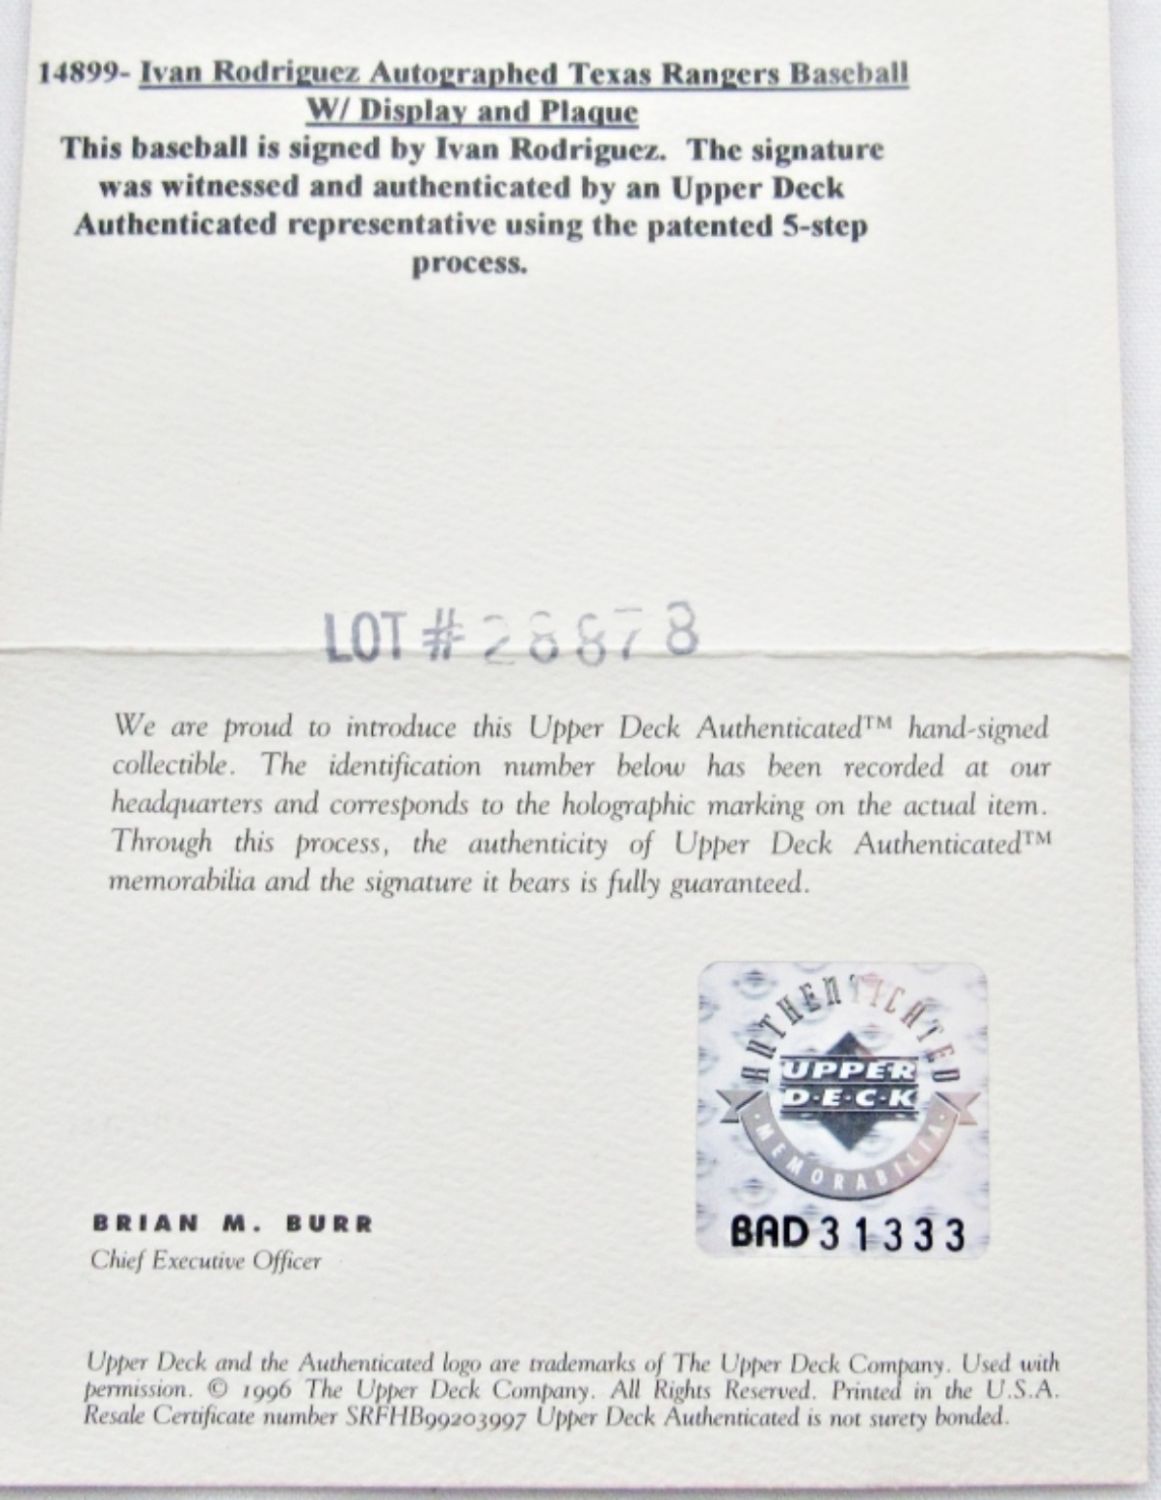 14899- Ivan Rodriguez Autographed Texas Rangers Baseball
W/ Display and Plaque
This baseball is signed by Ivan Rodriguez. The signature
was witnessed and authenticated by an Upper Deck
Authenticated representative using the patented 5-step
process.
LOT # 28878
We are proud to introduce this Upper Deck Authenticated™ hand-signed
collectible. The identification number below has been recorded at our
headquarters and corresponds to the holographic marking on the actual item.
Through this process, the authenticity of Upper Deck Authenticated™
memorabilia and the signature it bears is fully guaranteed.
AUTHENTICATED
UPPER
D·E·C·K
·MEMORABILIA·
BAD31333
BRIAN M. BURR
Chief Executive Officer
Upper Deck and the Authenticated logo are trademarks of The Upper Deck Company. Used with
permission. © 1996 The Upper Deck Company. All Rights Reserved. Printed in the U.S.A.
Resale Certificate number SRFHB99203997 Upper Deck Authenticated is not surety bonded.